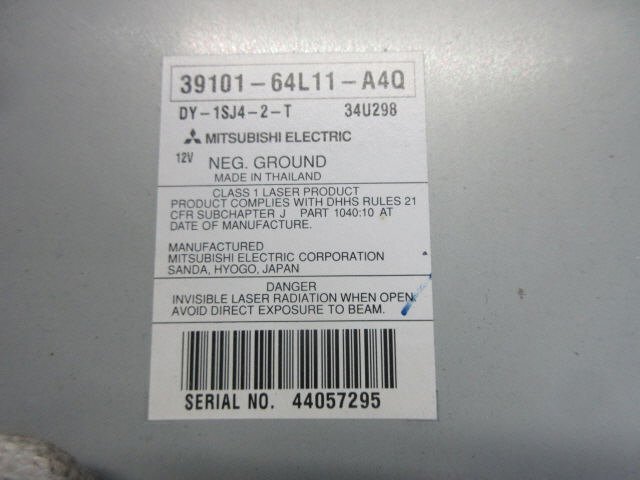 39101-64L11-A4Q
DY-1SJ4-2-T 34U298
MITSUBISHI ELECTRIC
12V NEG. GROUND
MADE IN THAILAND
CLASS 1 LASER PRODUCT
PRODUCT COMPLIES WITH DHHS RULES 21
CFR SUBCHAPTER J PART 1040:10 AT
DATE OF MANUFACTURE.
MANUFACTURED
MITSUBISHI ELECTRIC CORPORATION
SANDA, HYOGO, JAPAN
DANGER
INVISIBLE LASER RADIATION WHEN OPEN.
AVOID DIRECT EXPOSURE TO BEAM.
SERIAL NO. 44057295